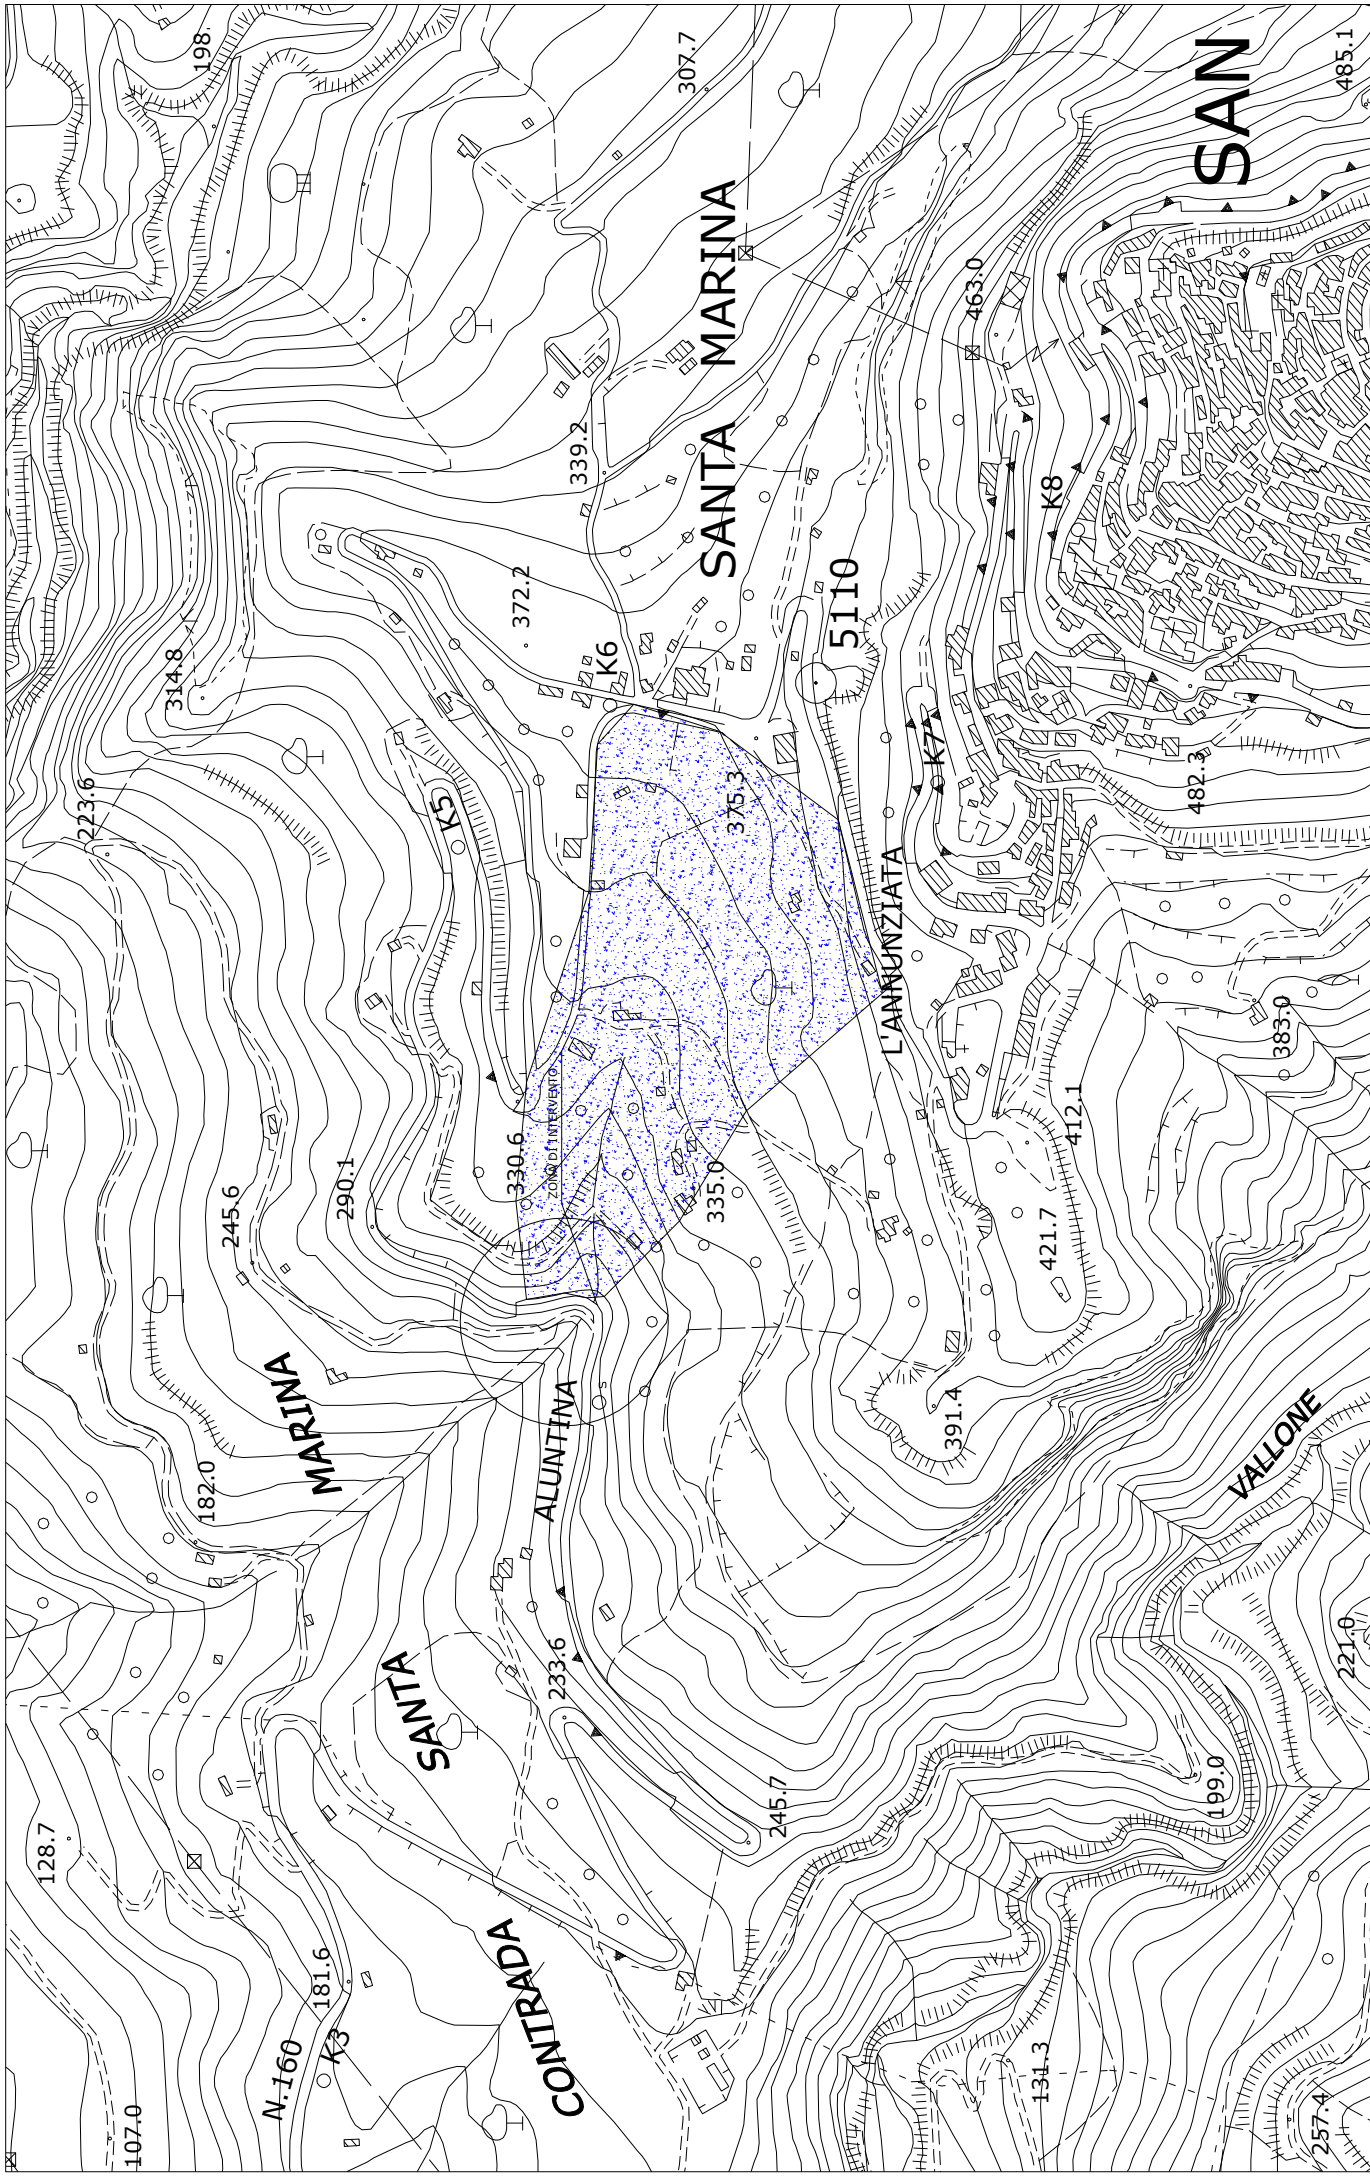 198.
307.7
485.1
SAN
SANTA MARINA
463.0
339.2
K8
372.2
314.8
K6
5110
223.6
K5
375.3
K7
482.3
L'ANNUNZIATA
383.0
ZONA DI INTERVENTO
330.6
335.0
412.1
245.6
290.1
421.7
MARINA
ALUNTINA
391.4
182.0
VALLONE
SANTA
233.6
221.0
245.7
199.0
128.7
CONTRADA
181.6
K3
N.160
131.3
107.0
257.4
S